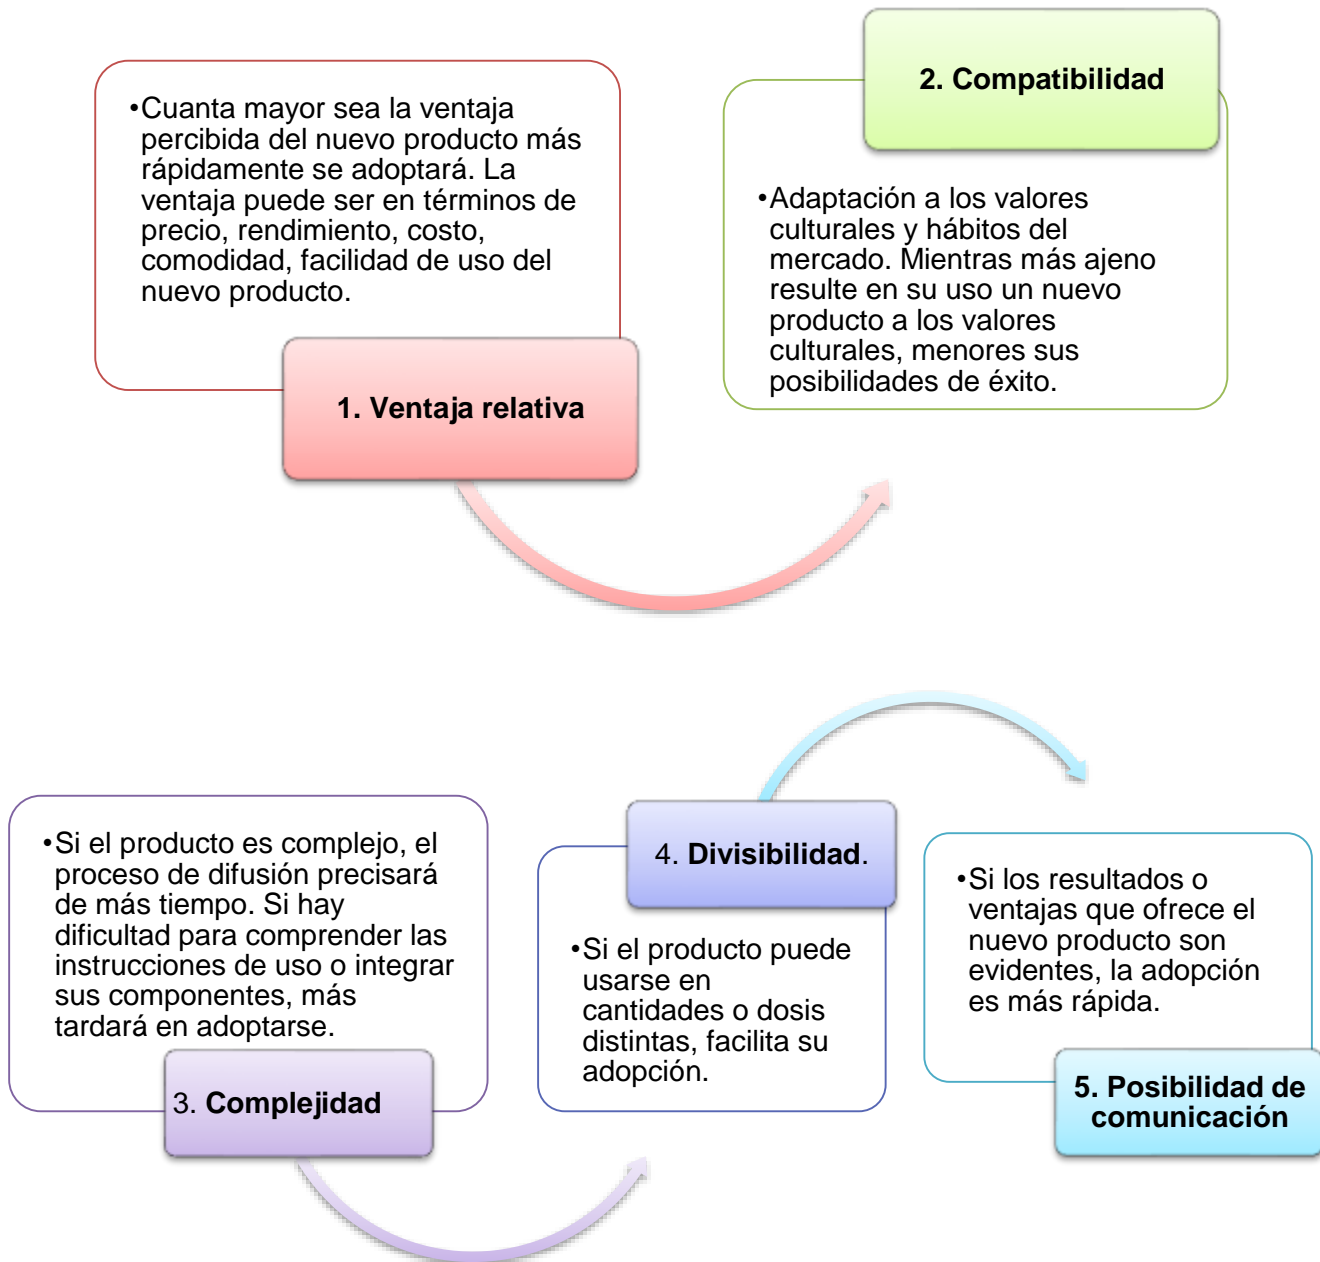 •Cuanta mayor sea la ventaja
percibida del nuevo producto más
rápidamente se adoptará. La
ventaja puede ser en términos de
precio, rendimiento, costo,
comodidad, facilidad de uso del
nuevo producto.
1. Ventaja relativa
2. Compatibilidad
•Adaptación a los valores
culturales y hábitos del
mercado. Mientras más ajeno
resulte en su uso un nuevo
producto a los valores
culturales, menores sus
posibilidades de éxito.
•Si el producto es complejo, el
proceso de difusión precisará
de más tiempo. Si hay
dificultad para comprender las
instrucciones de uso o integrar
sus componentes, más
tardará en adoptarse.
3. Complejidad
4. Divisibilidad.
•Si el producto puede
usarse en
cantidades o dosis
distintas, facilita su
adopción.
•Si los resultados o
ventajas que ofrece el
nuevo producto son
evidentes, la adopción
es más rápida.
5. Posibilidad de
comunicación